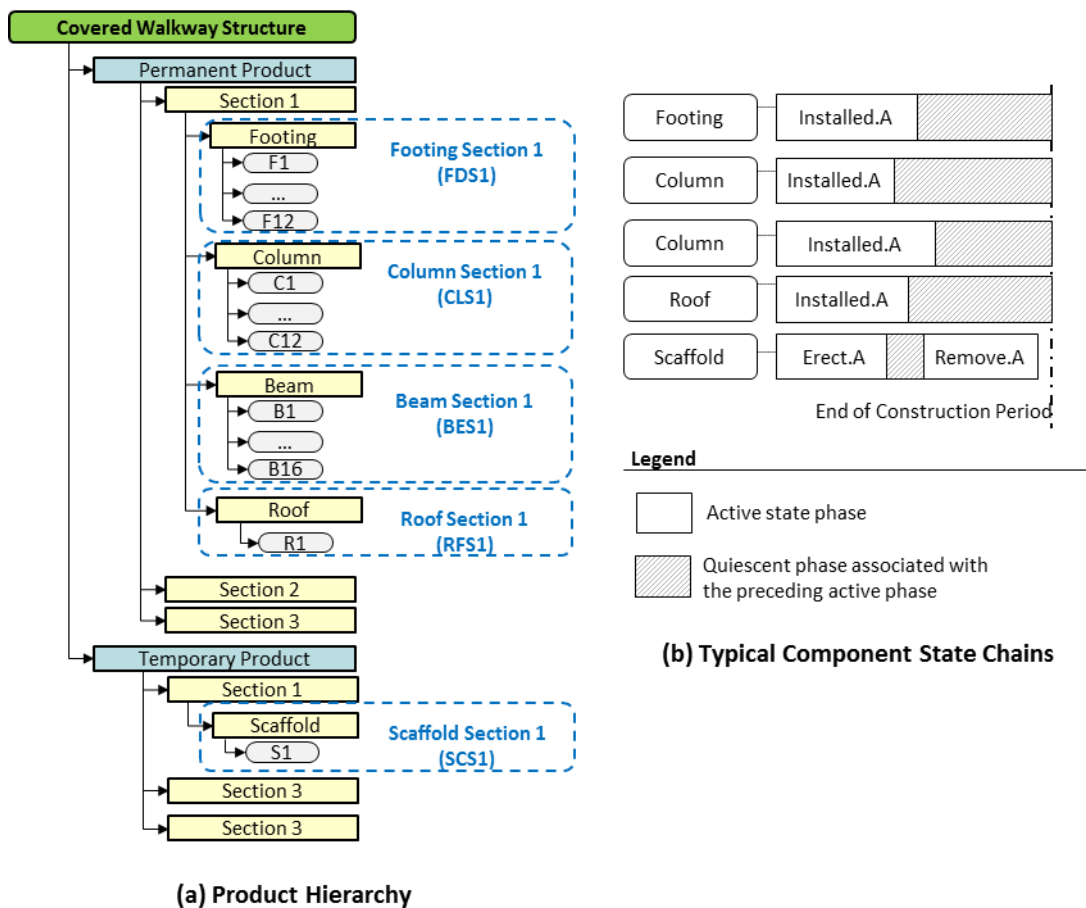 Covered Walkway Structure
Permanent Product
Section 1
Footing
F1
...
F12
Footing Section 1
(FDS1)
Column
C1
...
C12
Column Section 1
(CLS1)
Beam
B1
...
B16
Beam Section 1
(BES1)
Roof
R1
Roof Section 1
(RFS1)
Section 2
Section 3
Temporary Product
Section 1
Scaffold
S1
Scaffold Section 1
(SCS1)
Section 3
Section 3
(a) Product Hierarchy
Footing
Installed.A
Column
Installed.A
Column
Installed.A
Roof
Installed.A
Scaffold
Erect.A
Remove.A
End of Construction Period
Legend
Active state phase
Quiescent phase associated with
the preceding active phase
(b) Typical Component State Chains